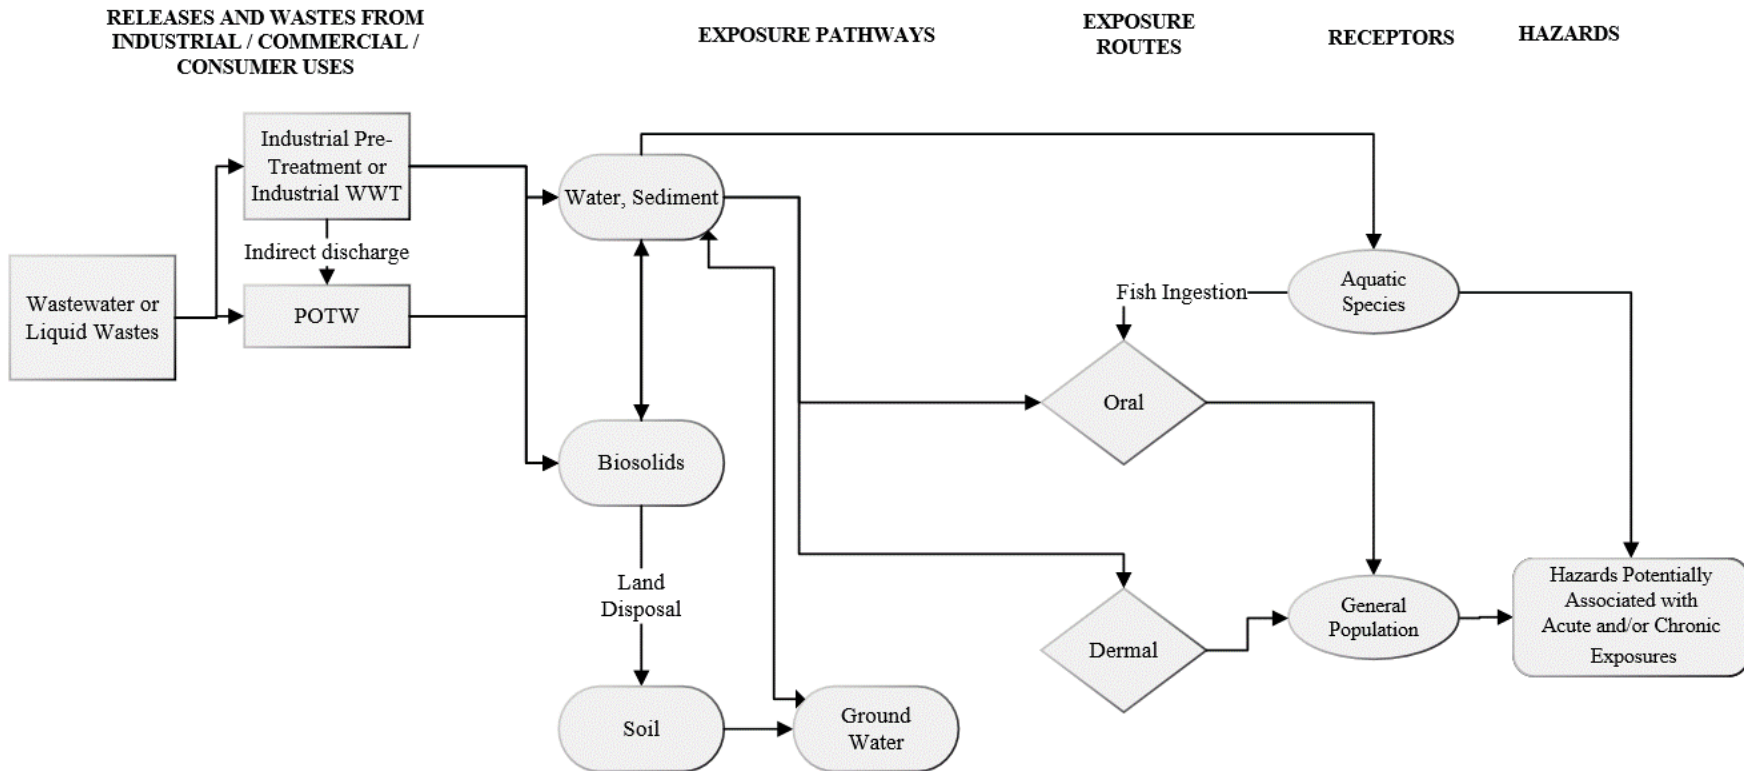 RELEASES AND WASTES FROM
INDUSTRIAL / COMMERCIAL /
CONSUMER USES
EXPOSURE PATHWAYS
EXPOSURE
ROUTES
RECEPTORS
HAZARDS
Wastewater or
Liquid Wastes
Industrial Pre-
Treatment or
Industrial WWT
Indirect discharge
POTW
Water, Sediment
Biosolids
Land
Disposal
Soil
Ground
Water
Fish Ingestion
Oral
Dermal
Aquatic
Species
General
Population
Hazards Potentially
Associated with
Acute and/or Chronic
Exposures